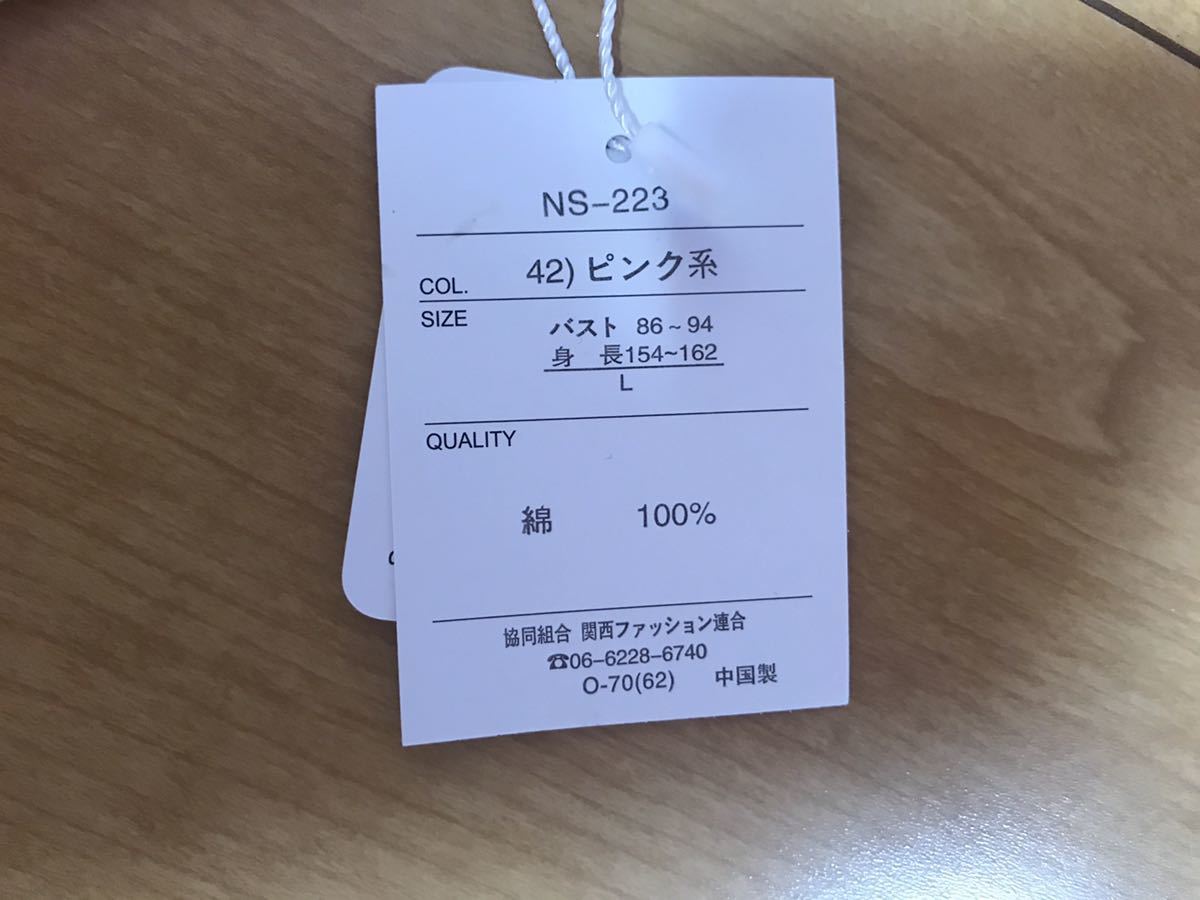 NS-223
COL. 42) ピンク系
SIZE バスト 86~94
身 長154~162
L
QUALITY
綿 100%
協同組合 関西ファッション連合
☎06-6228-6740
O-70(62) 中国製